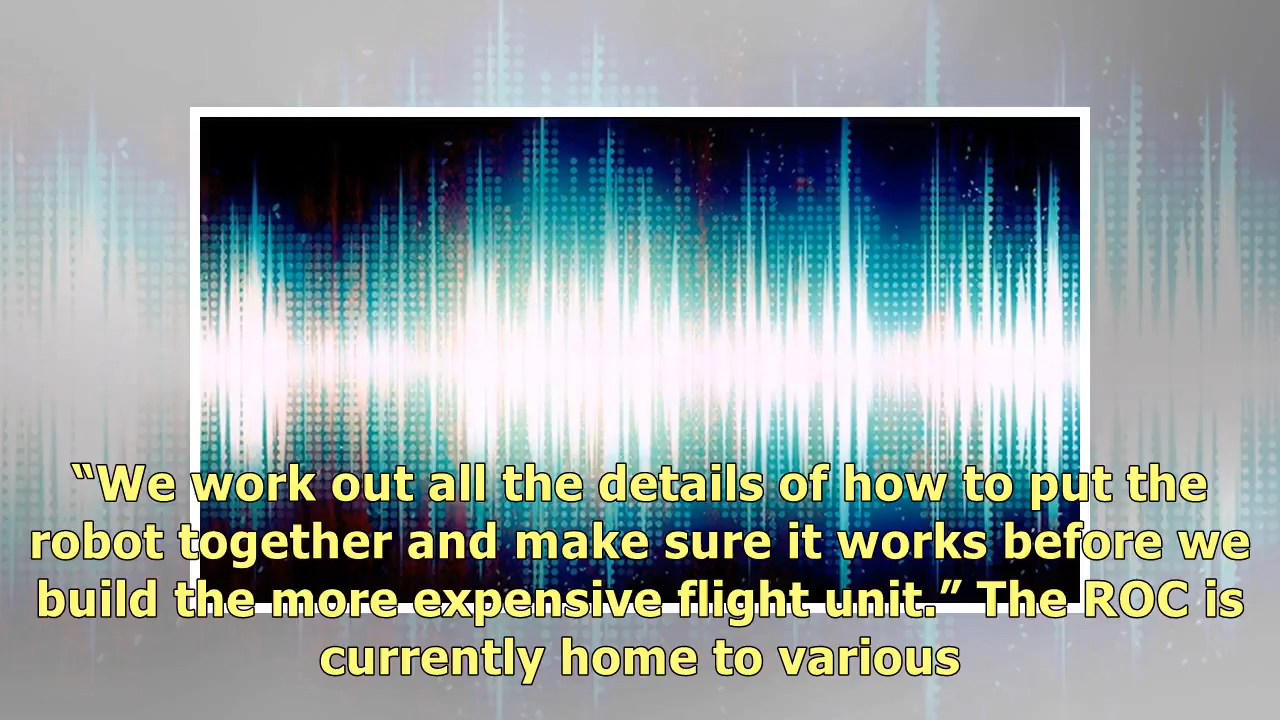 “We work out all the details of how to put the
robot together and make sure it works before we
build the more expensive flight unit.” The ROC is
currently home to various